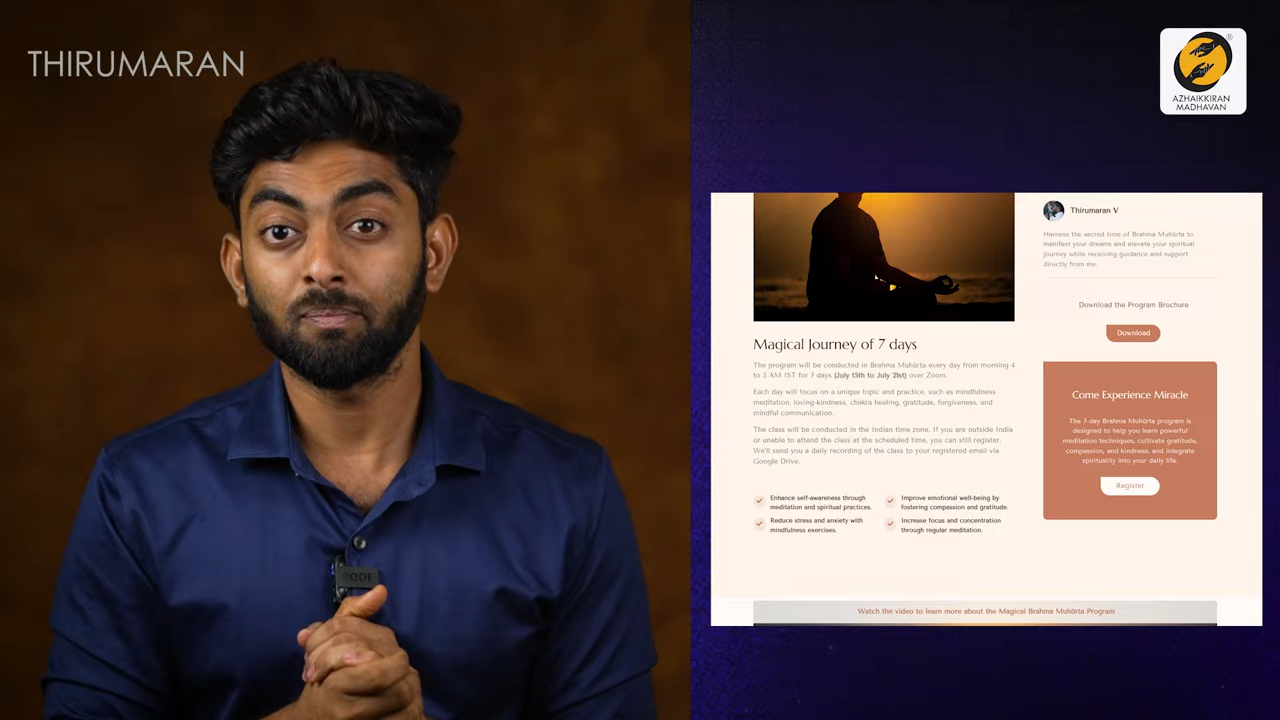 THIRUMARAN
®
AZHAIKKIRAN
MADHAVAN
RØDE
Magical Journey of 7 days
The program will be conducted in Brahma Muhūrta every day from morning 4
to 5 AM IST for 7 days (July 15th to July 21st) over Zoom.
Each day will focus on a unique topic and practice, such as mindfulness
meditation, loving-kindness, chakra healing, gratitude, forgiveness, and
mindful communication.
The class will be conducted in the Indian time zone. If you are outside India
or unable to attend the class at the scheduled time, you can still register.
We'll send you a daily recording of the class to your registered email via
Google Drive.
Enhance self-awareness through
meditation and spiritual practices.
Improve emotional well-being by
fostering compassion and gratitude.
Reduce stress and anxiety with
mindfulness exercises.
Increase focus and concentration
through regular meditation.
Thirumaran V
Harness the sacred time of Brahma Muhūrta to
manifest your dreams and elevate your spiritual
journey while receiving guidance and support
directly from me.
Download the Program Brochure
Download
Come Experience Miracle
The 7-day Brahma Muhūrta program is
designed to help you learn powerful
meditation techniques, cultivate gratitude,
compassion, and kindness, and integrate
spirituality into your daily life.
Register
Watch the video to learn more about the Magical Brahma Muhūrta Program